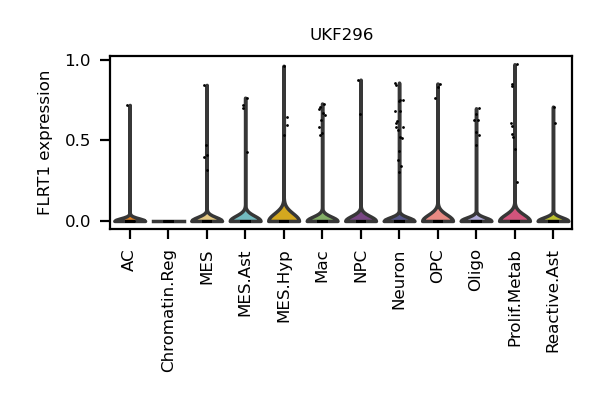 UKF296
FLRT1 expression
1.0
0.5
0.0
AC
Chromatin.Reg
MES
MES.Ast
MES.Hyp
Mac
NPC
Neuron
OPC
Oligo
Prolif.Metab
Reactive.Ast